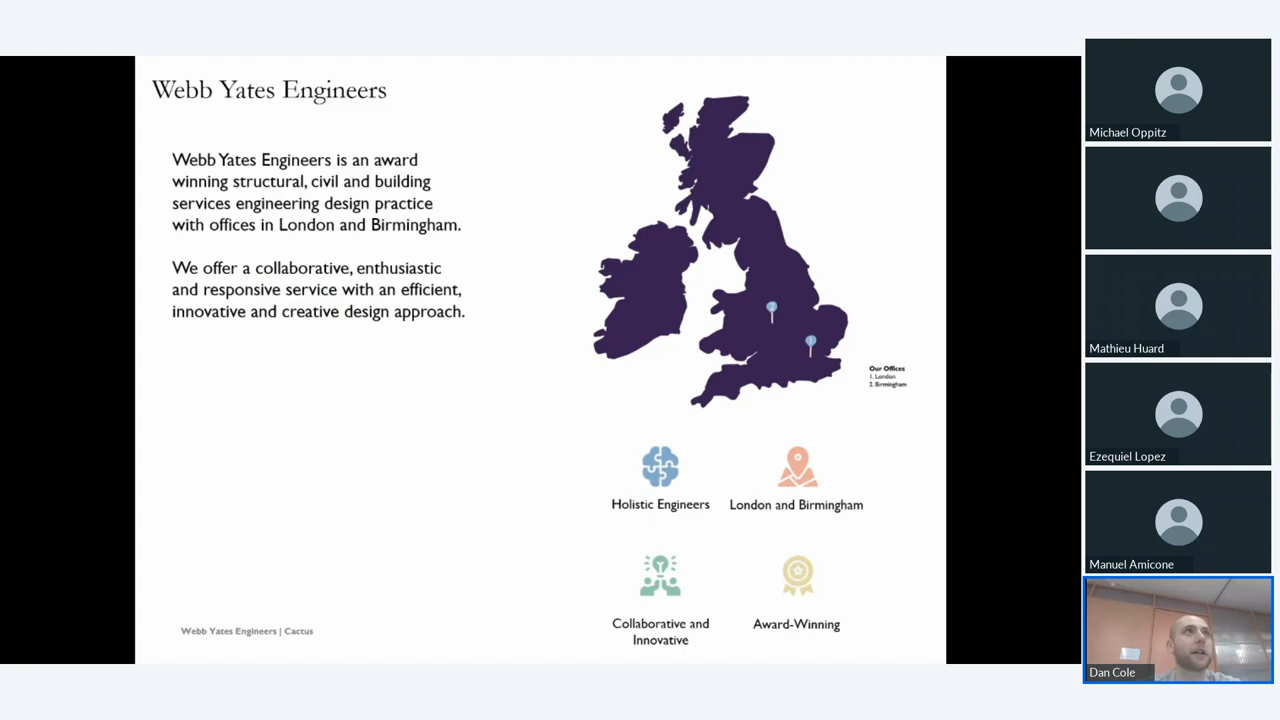 Webb Yates Engineers
Webb Yates Engineers is an award
winning structural, civil and building
services engineering design practice
with offices in London and Birmingham.
We offer a collaborative, enthusiastic
and responsive service with an efficient,
innovative and creative design approach.
2
1
Our Offices
1. London
2. Birmingham
Holistic Engineers
London and Birmingham
Collaborative and
Innovative
Award-Winning
Webb Yates Engineers | Cactus
Michael Oppitz
Mathieu Huard
Ezequiel Lopez
Manuel Amicone
Dan Cole